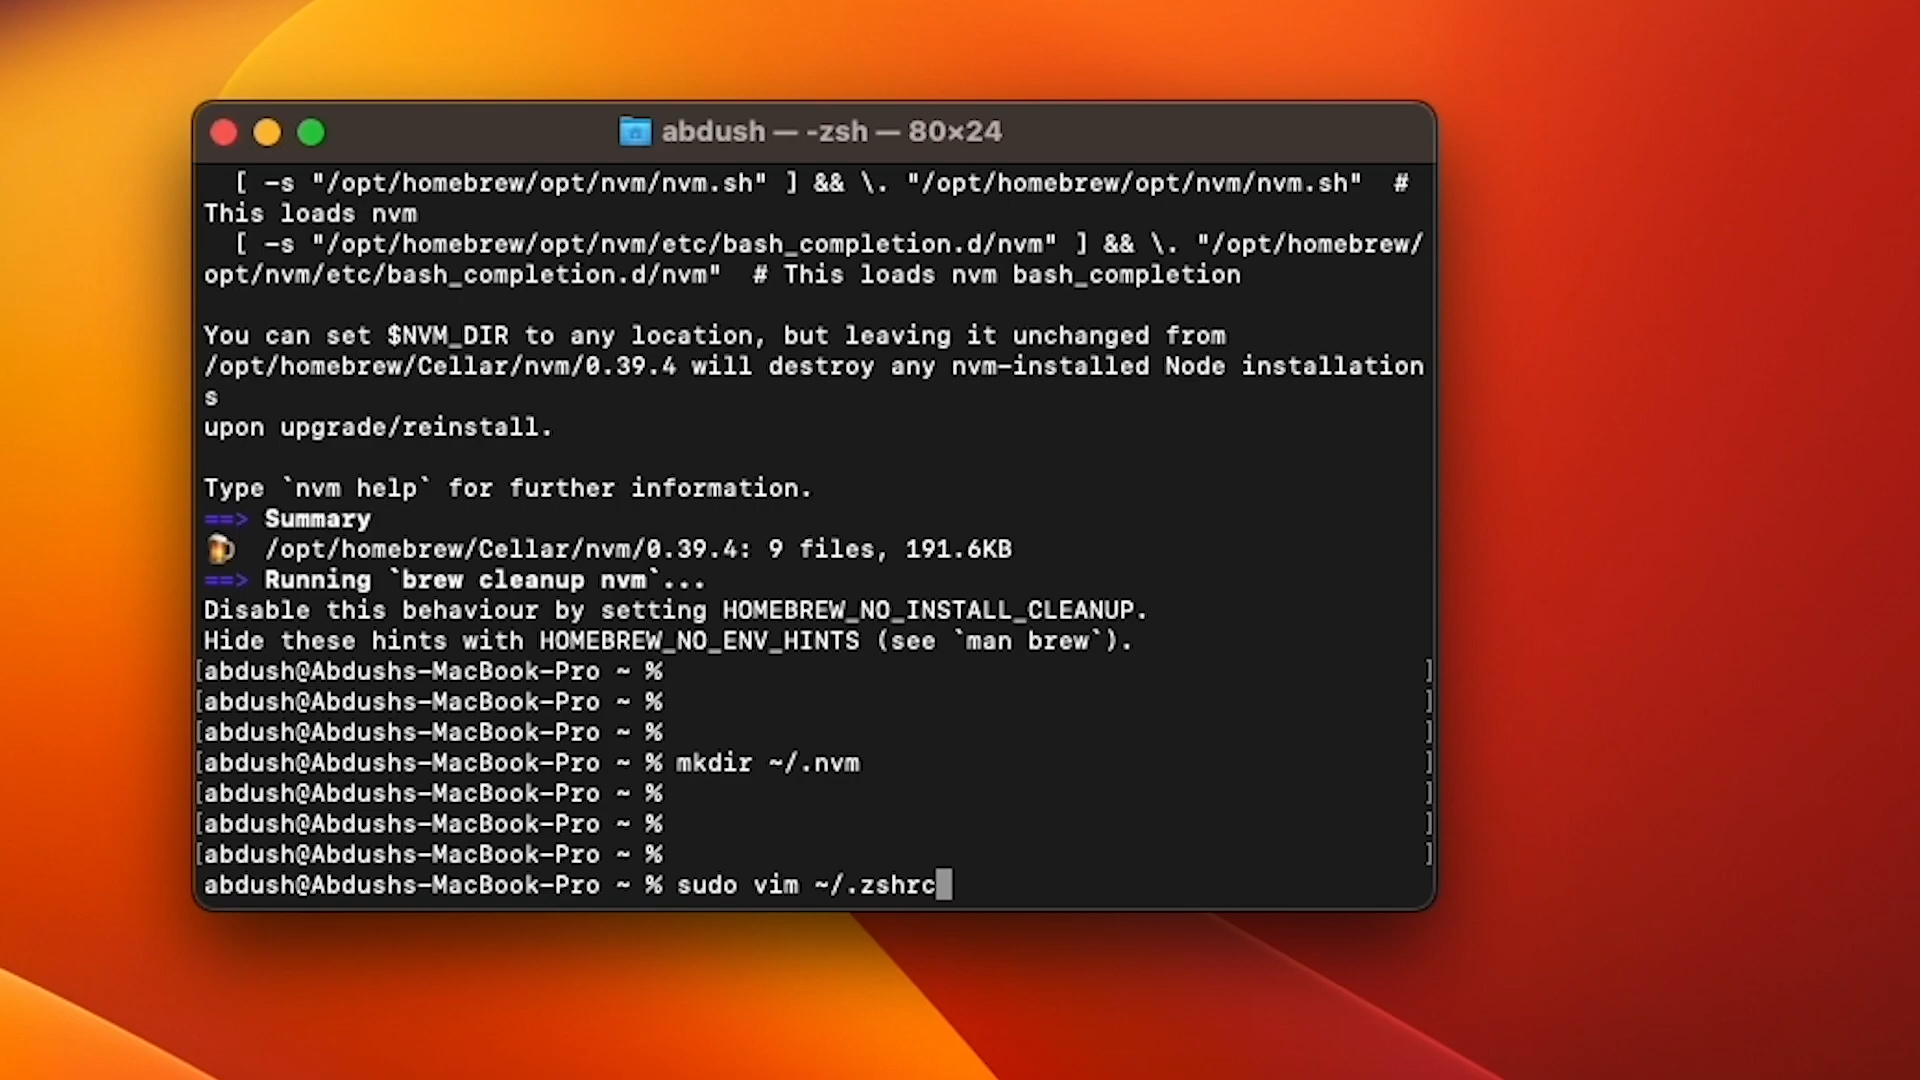 abdush — -zsh — 80×24
[ -s "/opt/homebrew/opt/nvm/nvm.sh" ] && \. "/opt/homebrew/opt/nvm/nvm.sh"  #
This loads nvm
[ -s "/opt/homebrew/opt/nvm/etc/bash_completion.d/nvm" ] && \. "/opt/homebrew/
opt/nvm/etc/bash_completion.d/nvm"  # This loads nvm bash_completion
You can set $NVM_DIR to any location, but leaving it unchanged from
/opt/homebrew/Cellar/nvm/0.39.4 will destroy any nvm-installed Node installation
s
upon upgrade/reinstall.
Type `nvm help` for further information.
==> Summary
🍺  /opt/homebrew/Cellar/nvm/0.39.4: 9 files, 191.6KB
==> Running `brew cleanup nvm`...
Disable this behaviour by setting HOMEBREW_NO_INSTALL_CLEANUP.
Hide these hints with HOMEBREW_NO_ENV_HINTS (see `man brew`).
[abdush@Abdushs-MacBook-Pro ~ % ]
[abdush@Abdushs-MacBook-Pro ~ % ]
[abdush@Abdushs-MacBook-Pro ~ % ]
[abdush@Abdushs-MacBook-Pro ~ % mkdir ~/.nvm ]
[abdush@Abdushs-MacBook-Pro ~ % ]
[abdush@Abdushs-MacBook-Pro ~ % ]
[abdush@Abdushs-MacBook-Pro ~ % ]
abdush@Abdushs-MacBook-Pro ~ % sudo vim ~/.zshrc